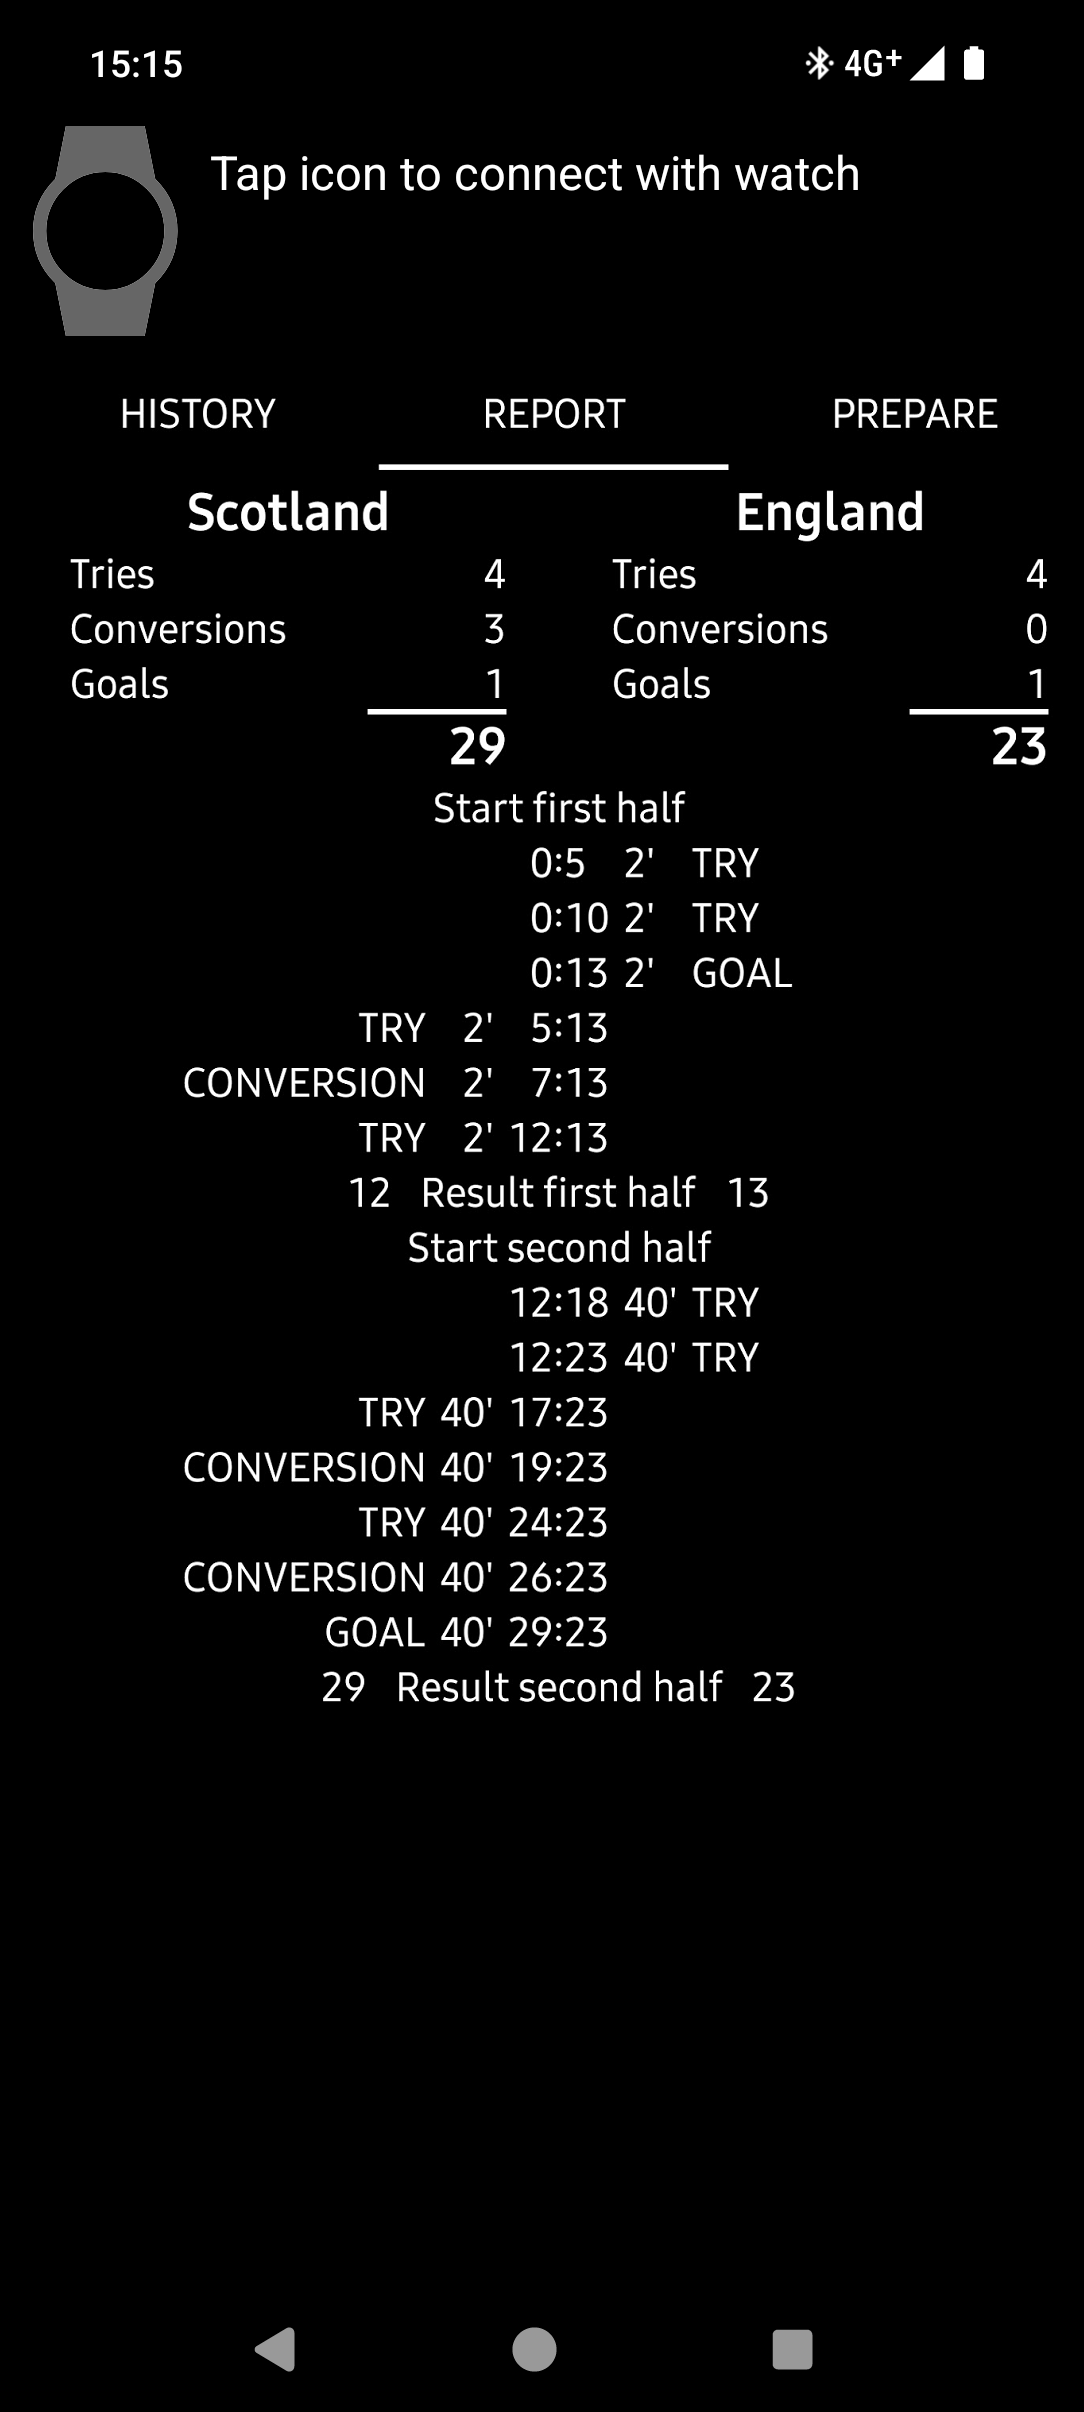 15:15 4G+
Tap icon to connect with watch
HISTORY REPORT PREPARE
Scotland England
Tries 4 Tries 4
Conversions 3 Conversions 0
Goals 1 Goals 1
29 23
Start first half
0:5 2' TRY
0:10 2' TRY
0:13 2' GOAL
TRY 2' 5:13
CONVERSION 2' 7:13
TRY 2' 12:13
12 Result first half 13
Start second half
12:18 40' TRY
12:23 40' TRY
TRY 40' 17:23
CONVERSION 40' 19:23
TRY 40' 24:23
CONVERSION 40' 26:23
GOAL 40' 29:23
29 Result second half 23